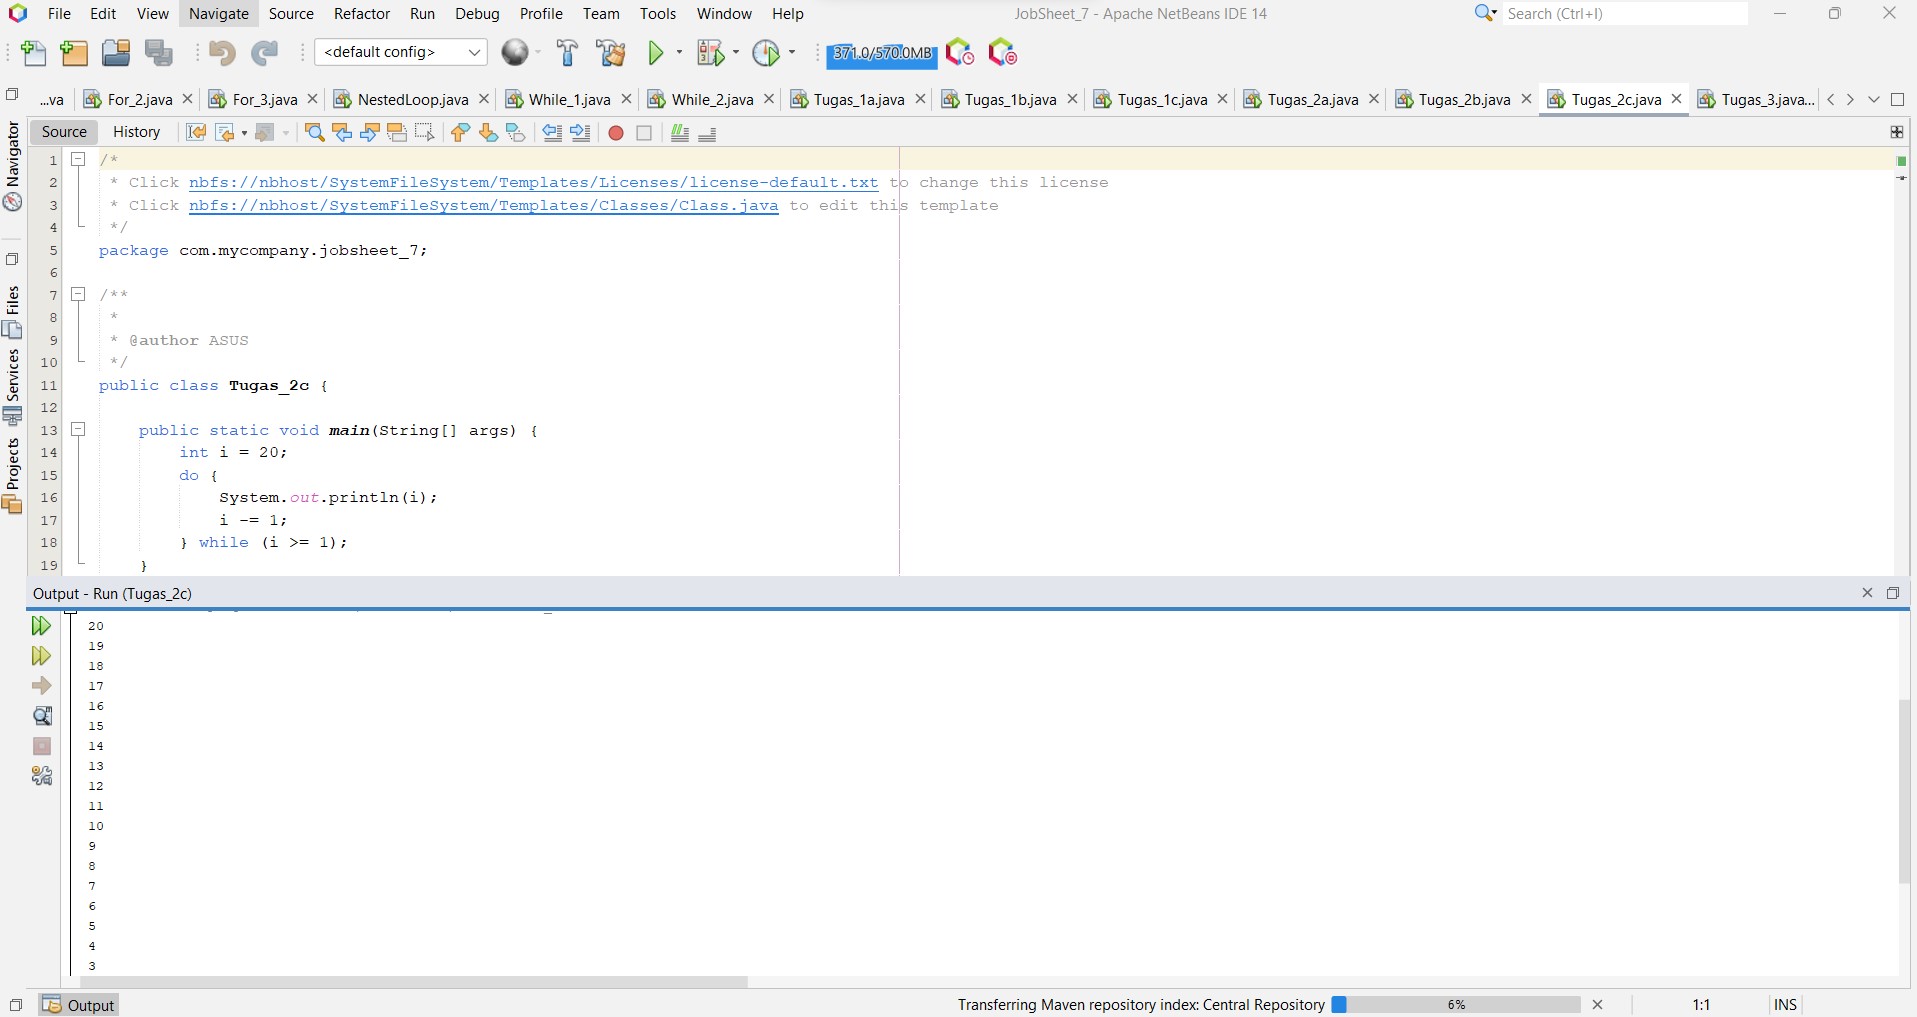 File Edit View Navigate Source Refactor Run Debug Profile Team Tools Window Help JobSheet_7 - Apache NetBeans IDE 14 Search (Ctrl+I)
<default config> 371.0/570.0MB
...va For_2.java For_3.java NestedLoop.java While_1.java While_2.java Tugas_1a.java Tugas_1b.java Tugas_1c.java Tugas_2a.java Tugas_2b.java Tugas_2c.java Tugas_3.java...
Source History
Navigator
Files
Services
Projects
1 /*
2 * Click nbfs://nbhost/SystemFileSystem/Templates/Licenses/license-default.txt to change this license
3 * Click nbfs://nbhost/SystemFileSystem/Templates/Classes/Class.java to edit this template
4 */
5 package com.mycompany.jobsheet_7;
6
7 /**
8 *
9 * @author ASUS
10 */
11 public class Tugas_2c {
12
13 public static void main(String[] args) {
14 int i = 20;
15 do {
16 System.out.println(i);
17 i -= 1;
18 } while (i >= 1);
19 }
Output - Run (Tugas_2c)
20
19
18
17
16
15
14
13
12
11
10
9
8
7
6
5
4
3
Output Transferring Maven repository index: Central Repository 6% 1:1 INS